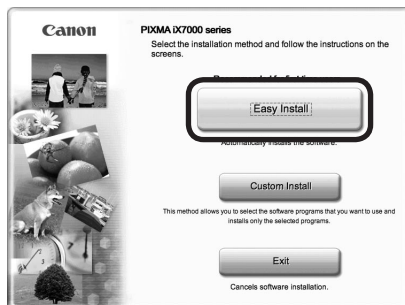 Canon
PIXMA iX7000 series
Select the installation method and follow the instructions on the
screens.
Easy Install
Automatically installs the software.
Custom Install
This method allows you to select the software programs that you want to use and
installs only the selected programs.
Exit
Cancels software installation.